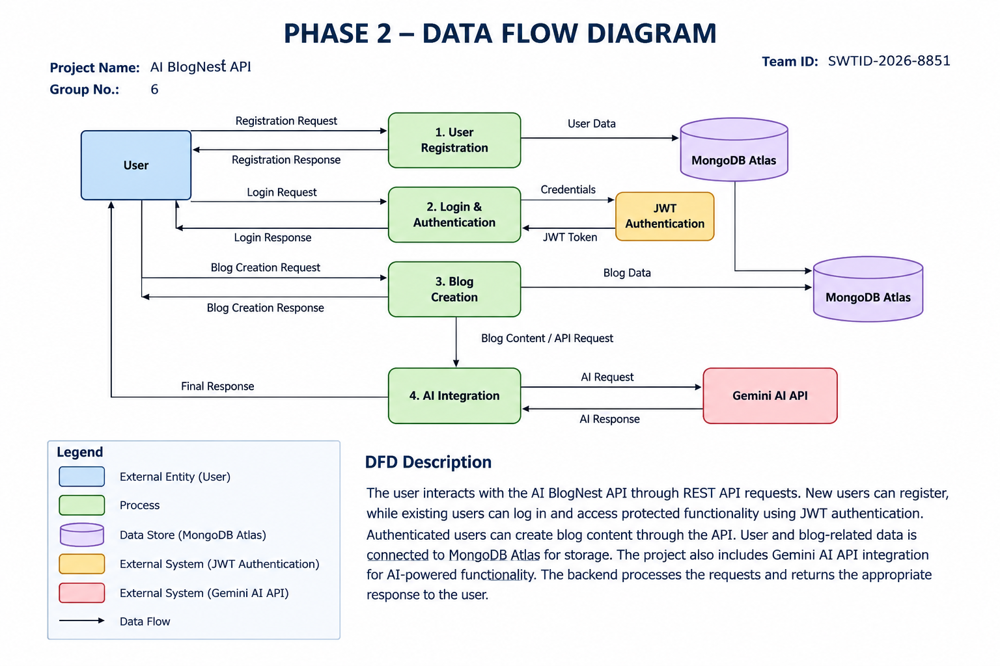 PHASE 2 – DATA FLOW DIAGRAM
Project Name: AI BlogNest API
Team ID: SWTID-2026-8851
Group No.: 6
Registration Request
User Data
1. User
Registration
MongoDB Atlas
User
Registration Response
Login Request
Credentials
2. Login &
Authentication
JWT
Authentication
Login Response
JWT Token
Blog Creation Request
Blog Data
3. Blog
Creation
MongoDB Atlas
Blog Creation Response
Blog Content / API Request
Final Response
AI Request
4. AI Integration
Gemini AI API
AI Response
Legend
External Entity (User)
Process
Data Store (MongoDB Atlas)
External System (JWT Authentication)
External System (Gemini AI API)
Data Flow
DFD Description
The user interacts with the AI BlogNest API through REST API requests. New users can register,
while existing users can log in and access protected functionality using JWT authentication.
Authenticated users can create blog content through the API. User and blog-related data is
connected to MongoDB Atlas for storage. The project also includes Gemini AI API integration
for AI-powered functionality. The backend processes the requests and returns the appropriate
response to the user.